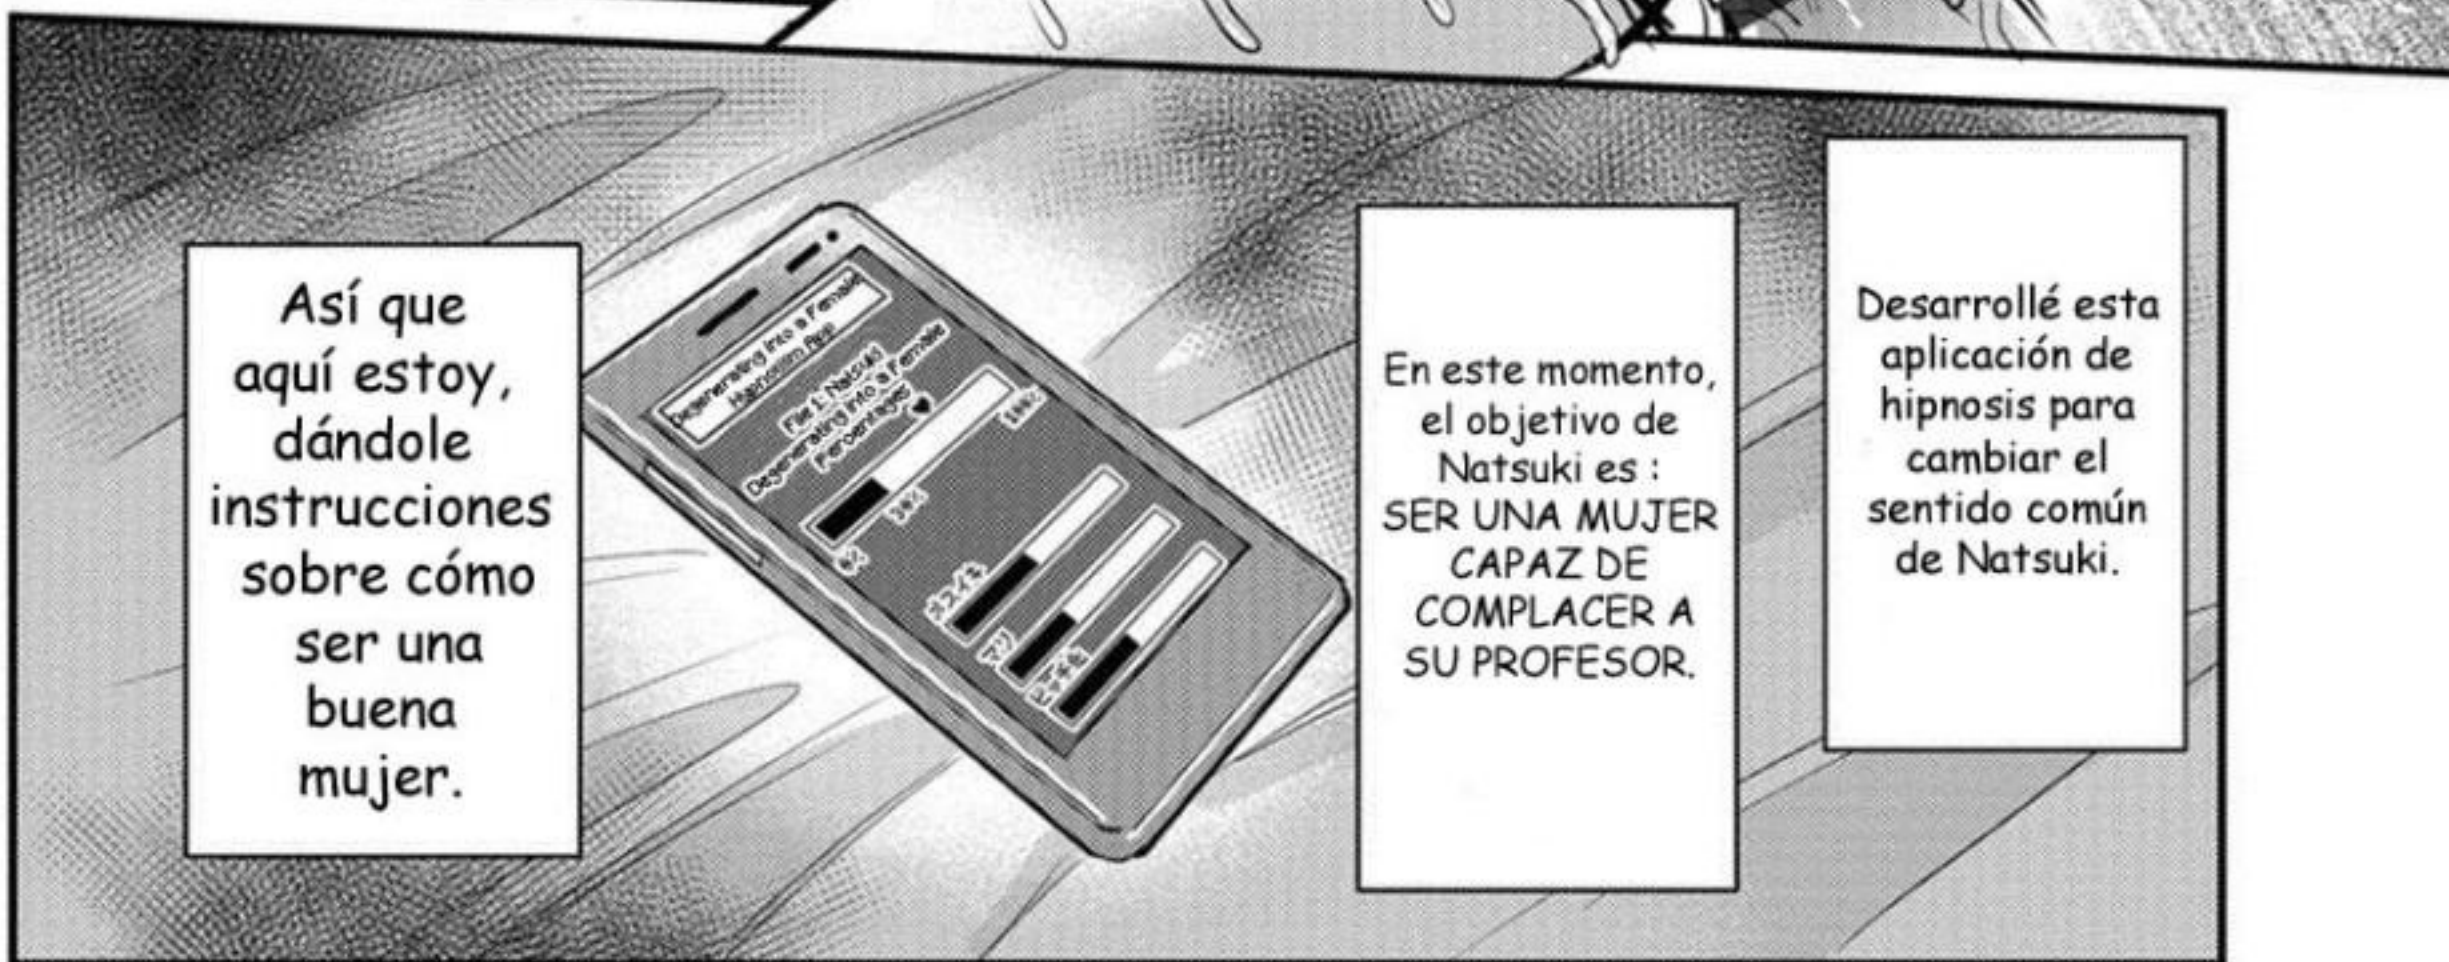 Desarrollé esta
aplicación de
hipnosis para
cambiar el
sentido común
de Natsuki.
En este momento,
el objetivo de
Natsuki es :
SER UNA MUJER
CAPAZ DE
COMPLACER A
SU PROFESOR.
Degenerating into a Female
Hypnotism App
File 1: Natsuki
Degenerating into a Female
Percentages
100%
30%
0%
Así que
aquí estoy,
dándole
instrucciones
sobre cómo
ser una
buena
mujer.